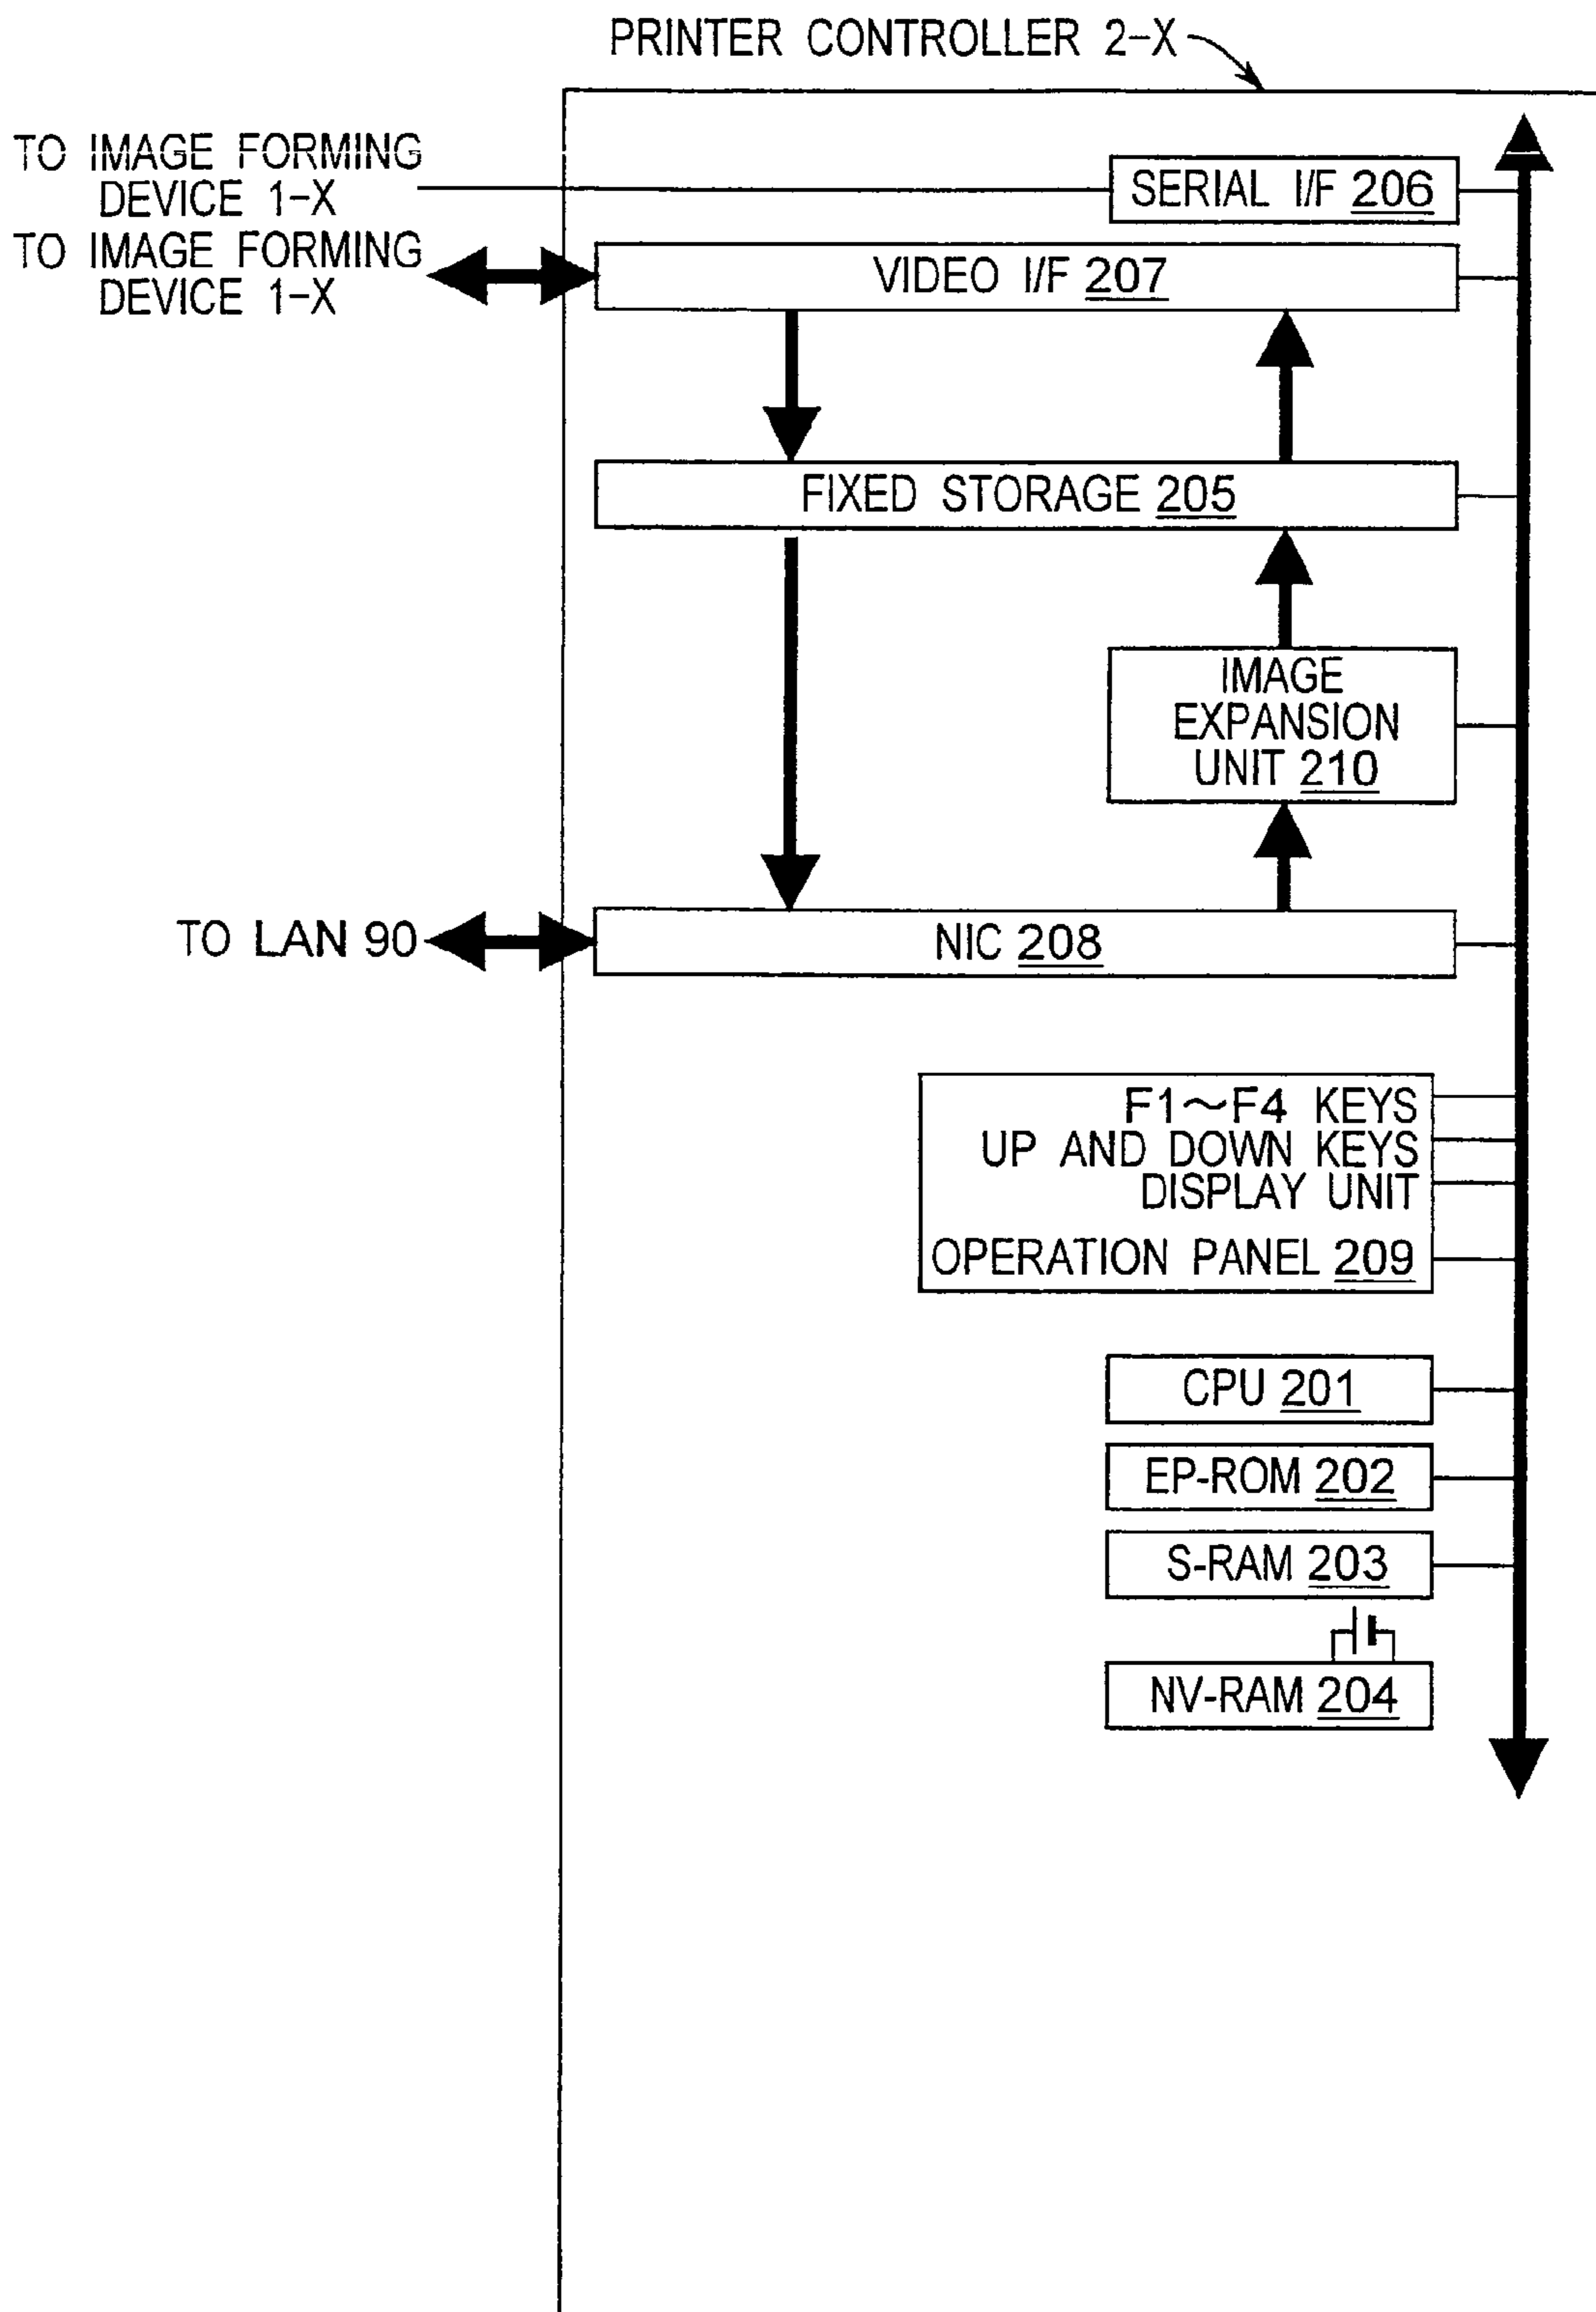 PRINTER CONTROLLER 2-X
TO IMAGE FORMING
DEVICE 1-X
SERIAL I/F 206
TO IMAGE FORMING
DEVICE 1-X
VIDEO I/F 207
FIXED STORAGE 205
IMAGE
EXPANSION
UNIT 210
TO LAN 90
NIC 208
F1~F4 KEYS
UP AND DOWN KEYS
DISPLAY UNIT
OPERATION PANEL 209
CPU 201
EP-ROM 202
S-RAM 203
NV-RAM 204